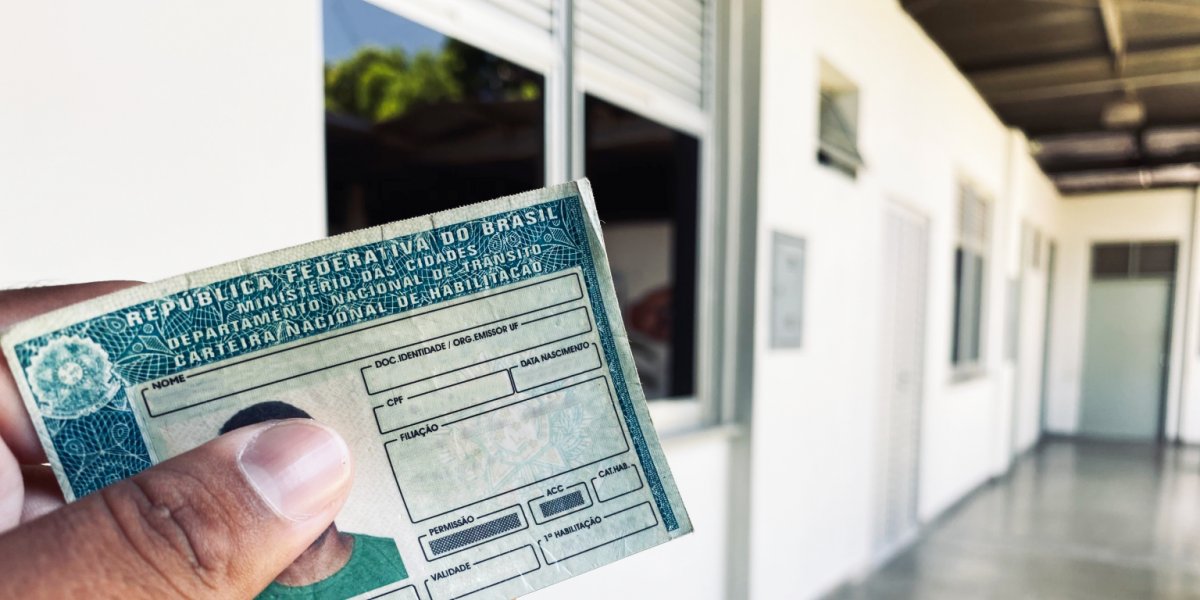 REPÚBLICA FEDERATIVA DO BRASIL
MINISTÉRIO DAS CIDADES
DEPARTAMENTO NACIONAL DE TRÂNSITO
CARTEIRA NACIONAL DE HABILITAÇÃO
NOME
DOC.IDENTIDADE / ORG.EMISSOR UF
CPF
DATA NASCIMENTO
FILIAÇÃO
PERMISSÃO
ACC
CAT.HAB.
VALIDADE
1ª HABILITAÇÃO